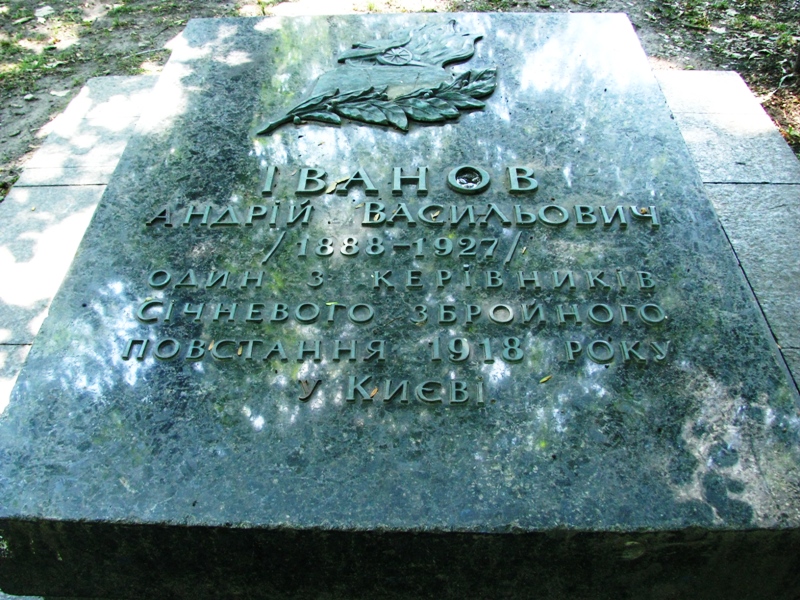 ІВАНОВ
АНДРІЙ ВАСИЛЬОВИЧ
/1888-1927/
ОДИН З КЕРІВНИКІВ
СІЧНЕВОГО ЗБРОЙНОГО
ПОВСТАННЯ 1918 РОКУ
У КИЄВІ.